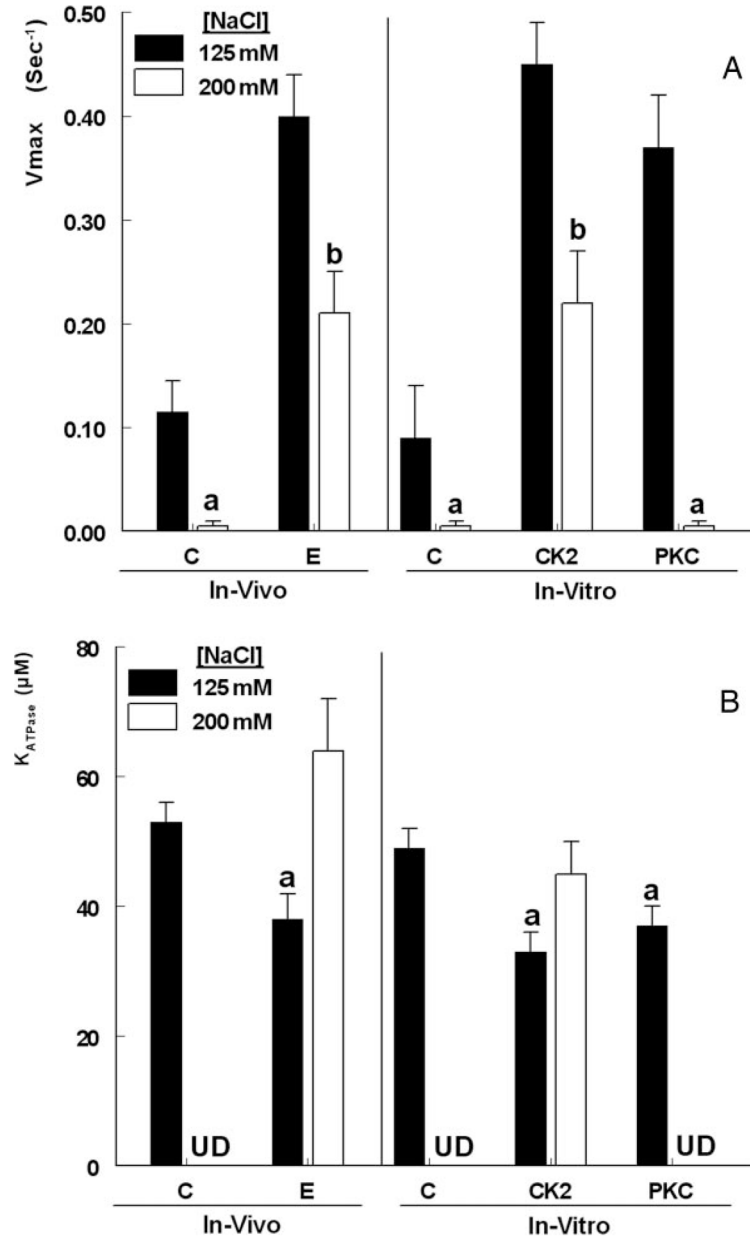 0.50
[NaCl]
125 mM
200 mM
A
Vmax (Sec⁻¹)
0.40
0.30
0.20
0.10
0.00
a
b
a
b
a
C E C CK2 PKC
In-Vivo In-Vitro
80
[NaCl]
125 mM
200 mM
B
K ATPase (µM)
60
40
20
0
a
a
a
UD UD UD
C E C CK2 PKC
In-Vivo In-Vitro